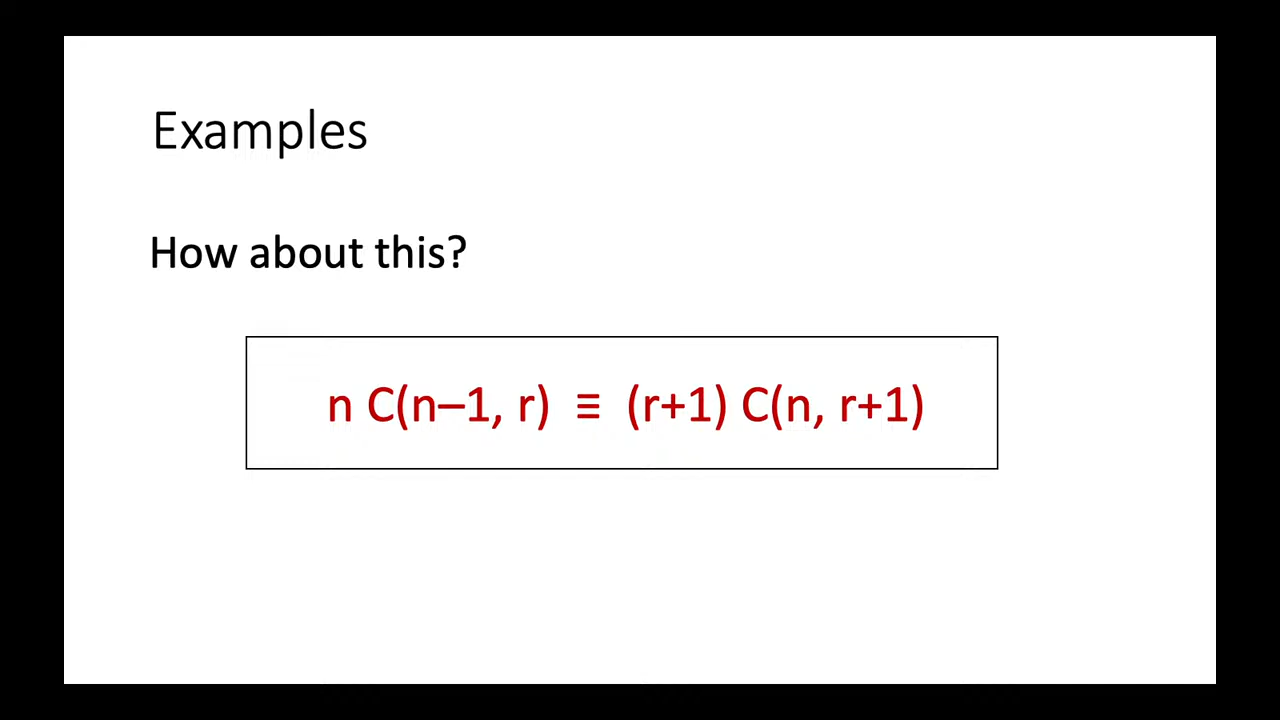 Examples
How about this?
n C(n–1, r) ≡ (r+1) C(n, r+1)